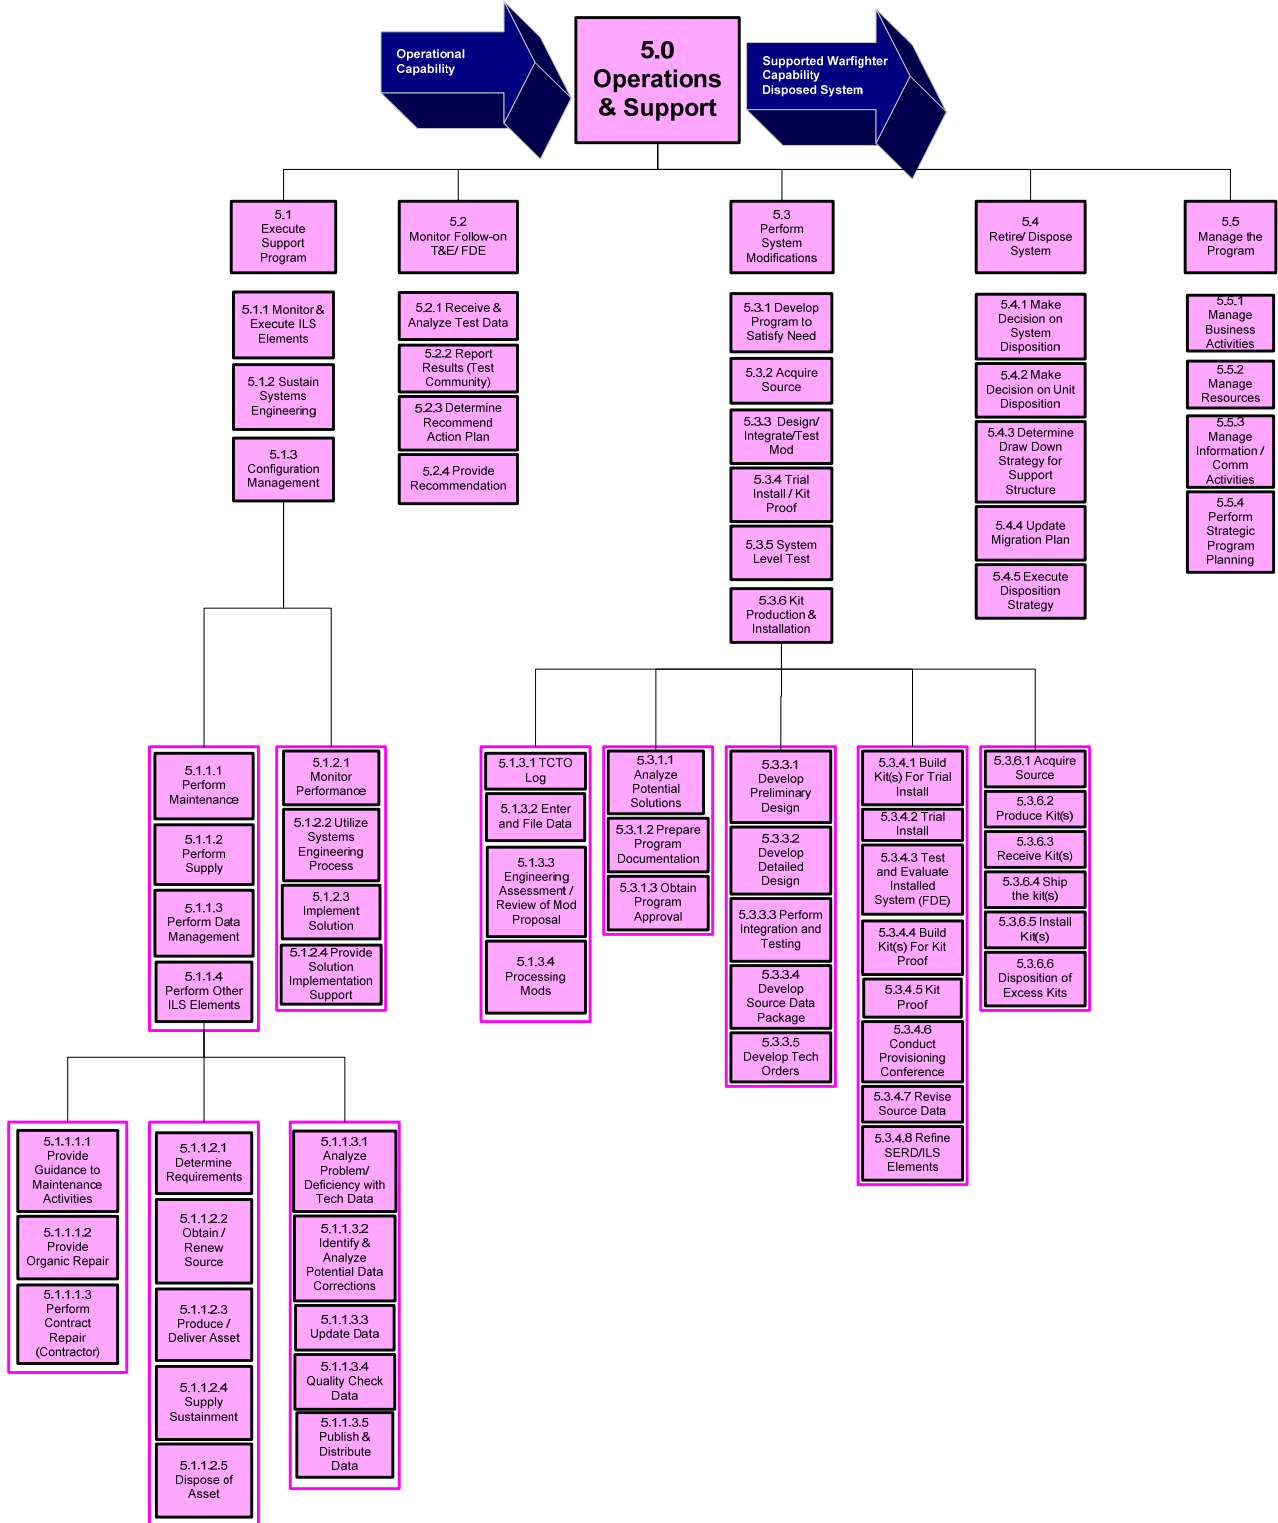 Operational
Capability
5.0
Operations
& Support
Supported Warfighter
Capability
Disposed System
5.1
Execute
Support
Program
5.2
Monitor Follow-on
T&E/ FDE
5.3
Perform
System
Modifications
5.4
Retire/ Dispose
System
5.5
Manage the
Program
5.1.1 Monitor &
Execute ILS
Elements
5.1.2 Sustain
Systems
Engineering
5.1.3
Configuration
Management
5.2.1 Receive &
Analyze Test Data
5.2.2 Report
Results (Test
Community)
5.2.3 Determine
Recommend
Action Plan
5.2.4 Provide
Recommendation
5.3.1 Develop
Program to
Satisfy Need
5.3.2 Acquire
Source
5.3.3 Design/
Integrate/Test
Mod
5.3.4 Trial
Install / Kit
Proof
5.3.5 System
Level Test
5.3.6 Kit
Production &
Installation
5.4.1 Make
Decision on
System
Disposition
5.4.2 Make
Decision on Unit
Disposition
5.4.3 Determine
Draw Down
Strategy for
Support
Structure
5.4.4 Update
Migration Plan
5.4.5 Execute
Disposition
Strategy
5.5.1
Manage
Business
Activities
5.5.2
Manage
Resources
5.5.3
Manage
Information /
Comm
Activities
5.5.4
Perform
Strategic
Program
Planning
5.1.1.1
Perform
Maintenance
5.1.1.2
Perform
Supply
5.1.1.3
Perform Data
Management
5.1.1.4
Perform Other
ILS Elements
5.1.2.1
Monitor
Performance
5.1.2.2 Utilize
Systems
Engineering
Process
5.1.2.3
Implement
Solution
5.1.2.4 Provide
Solution
Implementation
Support
5.1.3.1 TCTO
Log
5.1.3.2 Enter
and File Data
5.1.3.3
Engineering
Assessment /
Review of Mod
Proposal
5.1.3.4
Processing
Mods
5.3.1.1
Analyze
Potential
Solutions
5.3.1.2 Prepare
Program
Documentation
5.3.1.3 Obtain
Program
Approval
5.3.3.1
Develop
Preliminary
Design
5.3.3.2
Develop
Detailed
Design
5.3.3.3 Perform
Integration and
Testing
5.3.3.4
Develop
Source Data
Package
5.3.3.5
Develop Tech
Orders
5.3.4.1 Build
Kit(s) For Trial
Install
5.3.4.2 Trial
Install
5.3.4.3 Test
and Evaluate
Installed
System (FDE)
5.3.4.4 Build
Kit(s) For Kit
Proof
5.3.4.5 Kit
Proof
5.3.4.6
Conduct
Provisioning
Conference
5.3.4.7 Revise
Source Data
5.3.4.8 Refine
SERD/ILS
Elements
5.3.6.1 Acquire
Source
5.3.6.2
Produce Kit(s)
5.3.6.3
Receive Kit(s)
5.3.6.4 Ship
the kit(s)
5.3.6.5 Install
Kit(s)
5.3.6.6
Disposition of
Excess Kits
5.1.1.1.1
Provide
Guidance to
Maintenance
Activities
5.1.1.1.2
Provide
Organic Repair
5.1.1.1.3
Perform
Contract
Repair
(Contractor)
5.1.1.2.1
Determine
Requirements
5.1.1.2.2
Obtain /
Renew
Source
5.1.1.2.3
Produce /
Deliver Asset
5.1.1.2.4
Supply
Sustainment
5.1.1.2.5
Dispose of
Asset
5.1.1.3.1
Analyze
Problem/
Deficiency with
Tech Data
5.1.1.3.2
Identify &
Analyze
Potential Data
Corrections
5.1.1.3.3
Update Data
5.1.1.3.4
Quality Check
Data
5.1.1.3.5
Publish &
Distribute
Data